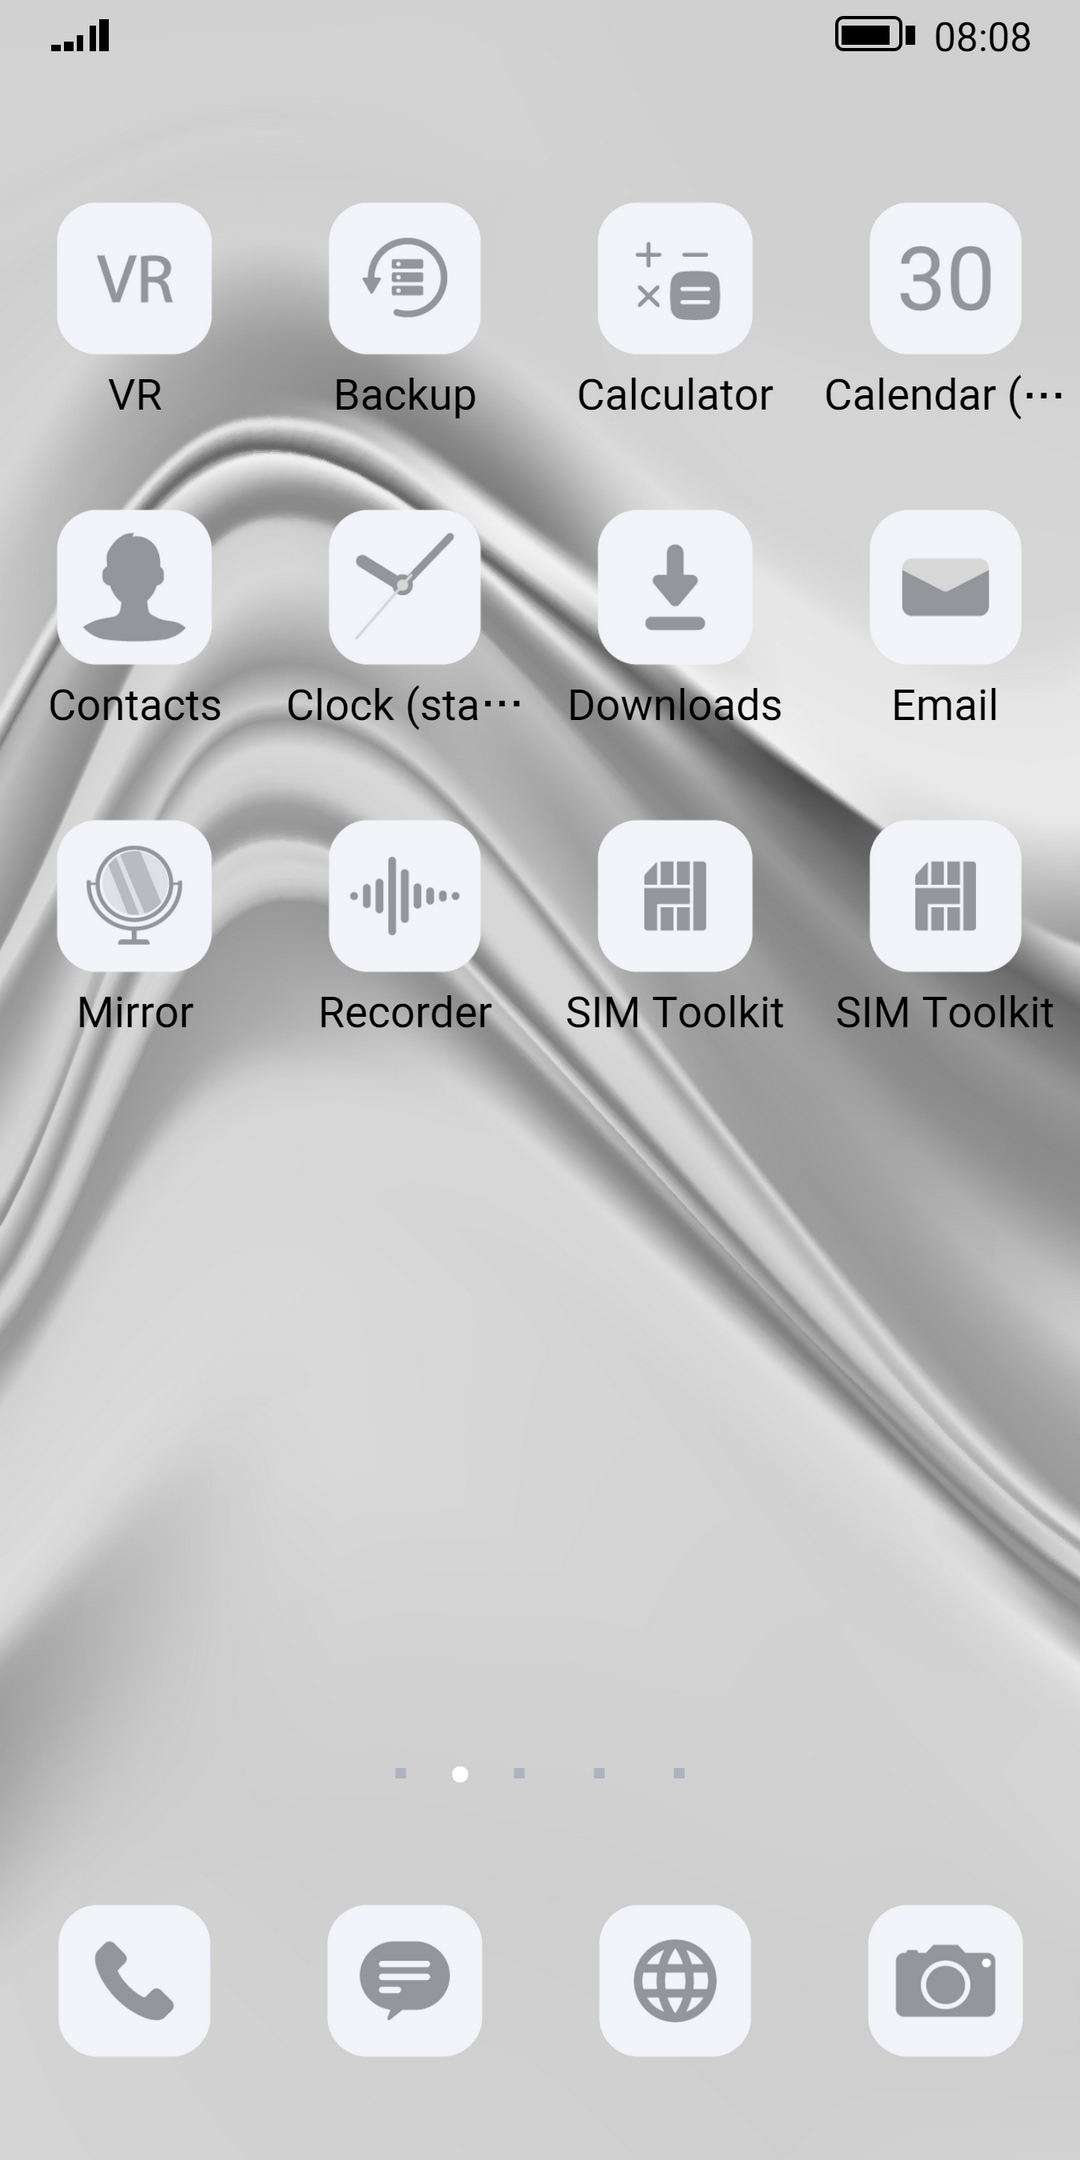 08:08
VR
30
VR
Backup
Calculator
Calendar (⋯
Contacts
Clock (sta⋯
Downloads
Email
Mirror
Recorder
SIM Toolkit
SIM Toolkit